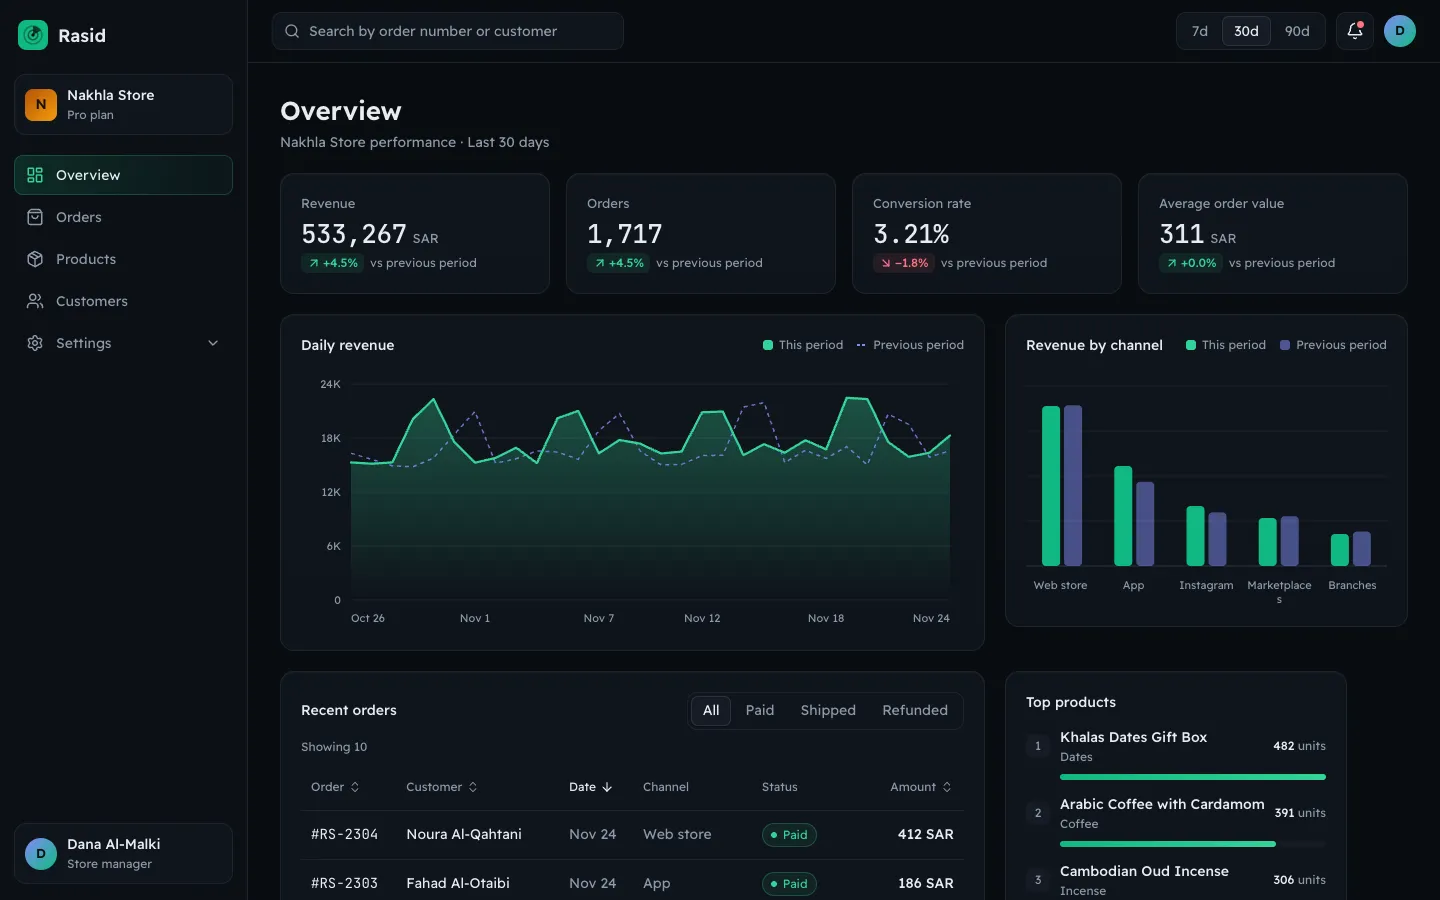 Rasid
Search by order number or customer
7d 30d 90d
D
N
Nakhla Store
Pro plan
Overview
Orders
Products
Customers
Settings
D
Dana Al-Malki
Store manager
Overview
Nakhla Store performance · Last 30 days
Revenue
533,267 SAR
+4.5% vs previous period
Orders
1,717
+4.5% vs previous period
Conversion rate
3.21%
−1.8% vs previous period
Average order value
311 SAR
+0.0% vs previous period
Daily revenue
This period Previous period
24K
18K
12K
6K
0
Oct 26 Nov 1 Nov 7 Nov 12 Nov 18 Nov 24
Revenue by channel
This period Previous period
Web store App Instagram Marketplace Branches
s
Recent orders
All Paid Shipped Refunded
Showing 10
Order Customer Date Channel Status Amount
#RS-2304 Noura Al-Qahtani Nov 24 Web store Paid 412 SAR
#RS-2303 Fahad Al-Otaibi Nov 24 App Paid 186 SAR
Top products
1 Khalas Dates Gift Box 482 units
Dates
2 Arabic Coffee with Cardamom 391 units
Coffee
3 Cambodian Oud Incense 306 units
Incense